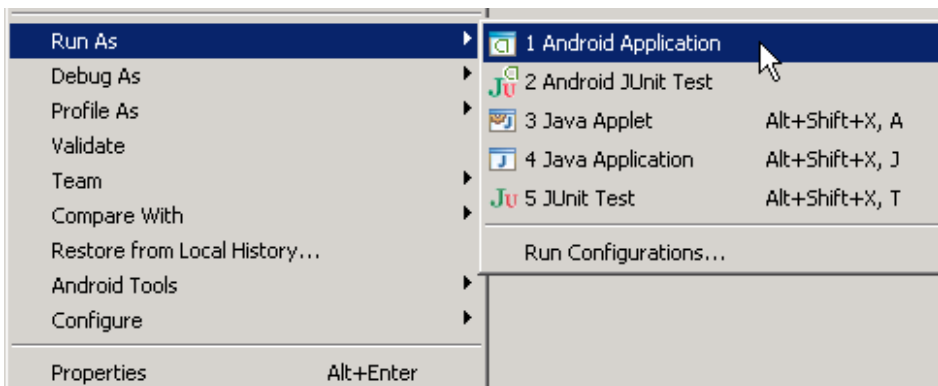 Run As
Debug As
Profile As
Validate
Team
Compare With
Restore from Local History...
Android Tools
Configure
Properties Alt+Enter
1 Android Application
Ju 2 Android JUnit Test
3 Java Applet Alt+Shift+X, A
J 4 Java Application Alt+Shift+X, J
Ju 5 JUnit Test Alt+Shift+X, T
Run Configurations...